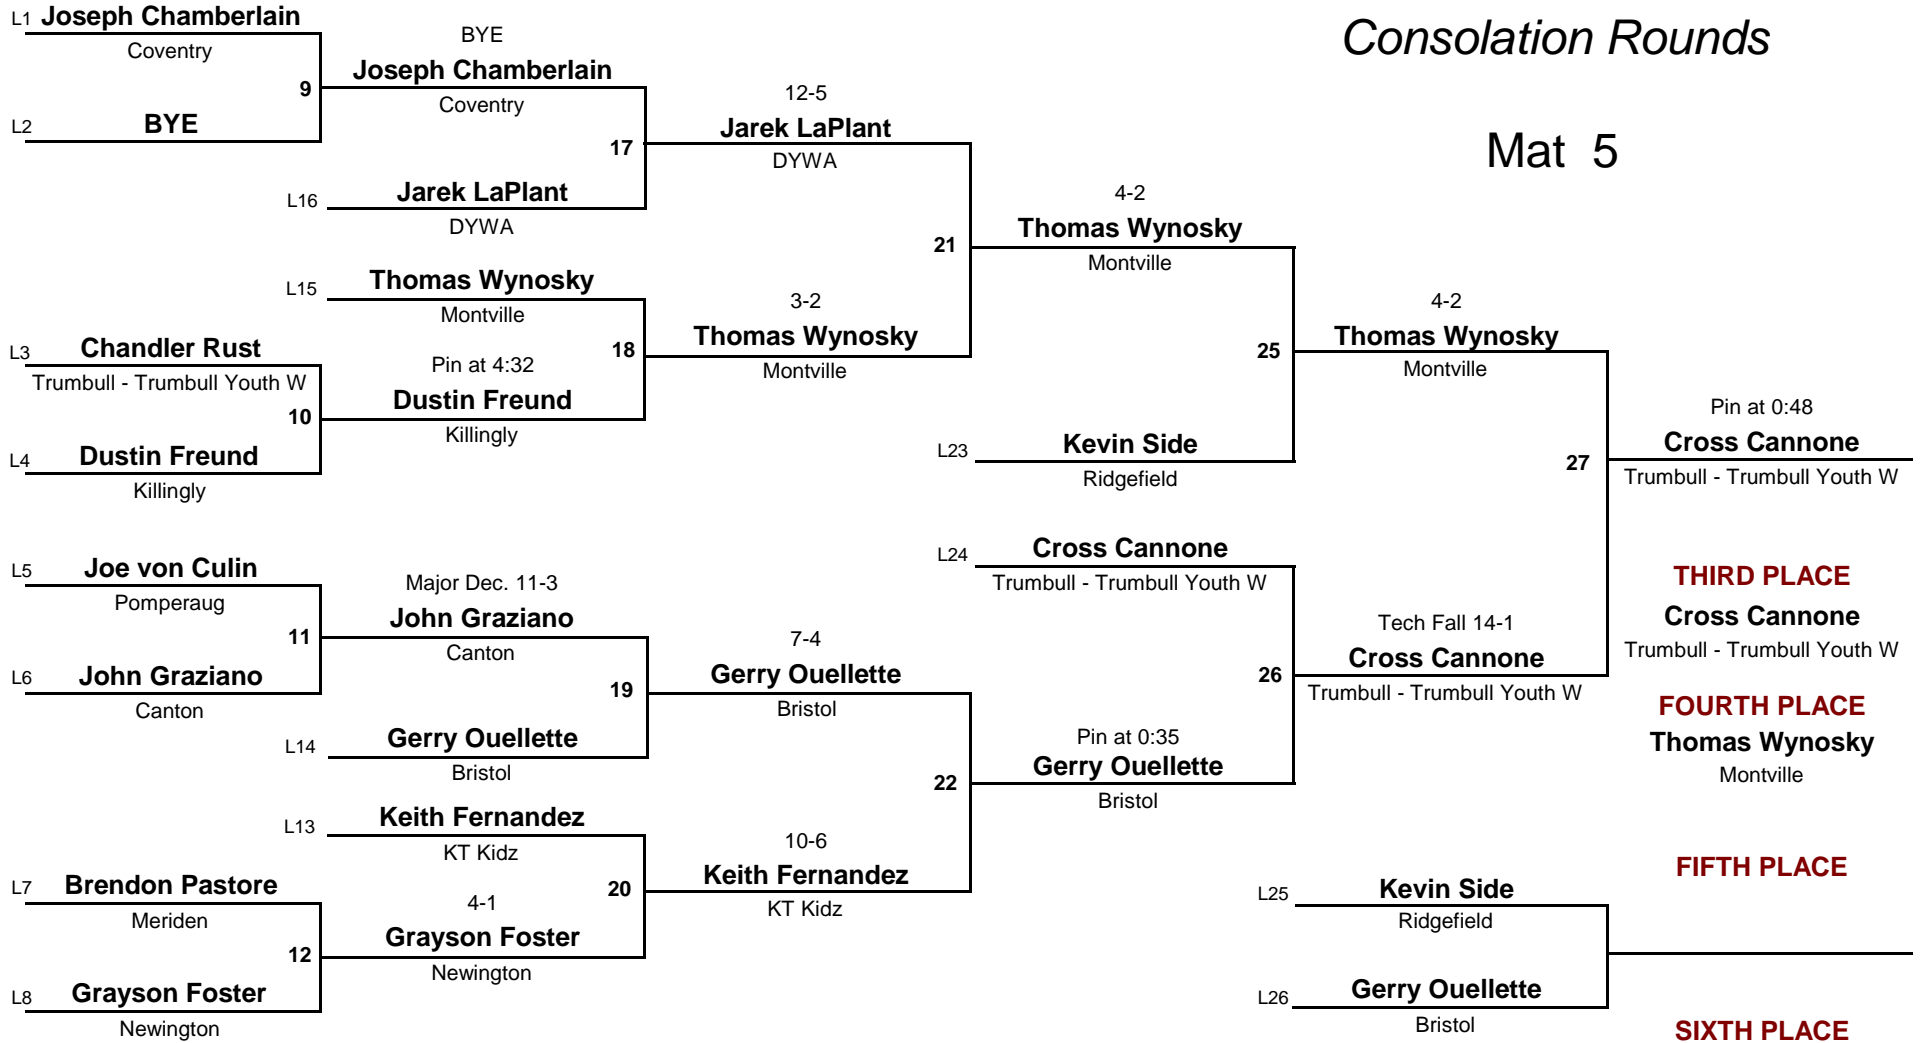 Consolation Rounds
Mat 5
L1 Joseph Chamberlain
Coventry
9
L2 BYE
BYE
Joseph Chamberlain
Coventry
17
L16 Jarek LaPlant
DYWA
12-5
Jarek LaPlant
DYWA
21
L15 Thomas Wynosky
Montville
18
L3 Chandler Rust
Trumbull - Trumbull Youth W
10
L4 Dustin Freund
Killingly
Pin at 4:32
Dustin Freund
Killingly
3-2
Thomas Wynosky
Montville
4-2
Thomas Wynosky
Montville
25
L23 Kevin Side
Ridgefield
4-2
Thomas Wynosky
Montville
27
L5 Joe von Culin
Pomperaug
11
L6 John Graziano
Canton
Major Dec. 11-3
John Graziano
Canton
19
L14 Gerry Ouellette
Bristol
7-4
Gerry Ouellette
Bristol
22
L13 Keith Fernandez
KT Kidz
20
L7 Brendon Pastore
Meriden
12
L8 Grayson Foster
Newington
4-1
Grayson Foster
Newington
10-6
Keith Fernandez
KT Kidz
L24 Cross Cannone
Trumbull - Trumbull Youth W
26
Pin at 0:35
Gerry Ouellette
Bristol
Tech Fall 14-1
Cross Cannone
Trumbull - Trumbull Youth W
Pin at 0:48
Cross Cannone
Trumbull - Trumbull Youth W
THIRD PLACE
Cross Cannone
Trumbull - Trumbull Youth W
FOURTH PLACE
Thomas Wynosky
Montville
FIFTH PLACE
L25 Kevin Side
Ridgefield
L26 Gerry Ouellette
Bristol
SIXTH PLACE